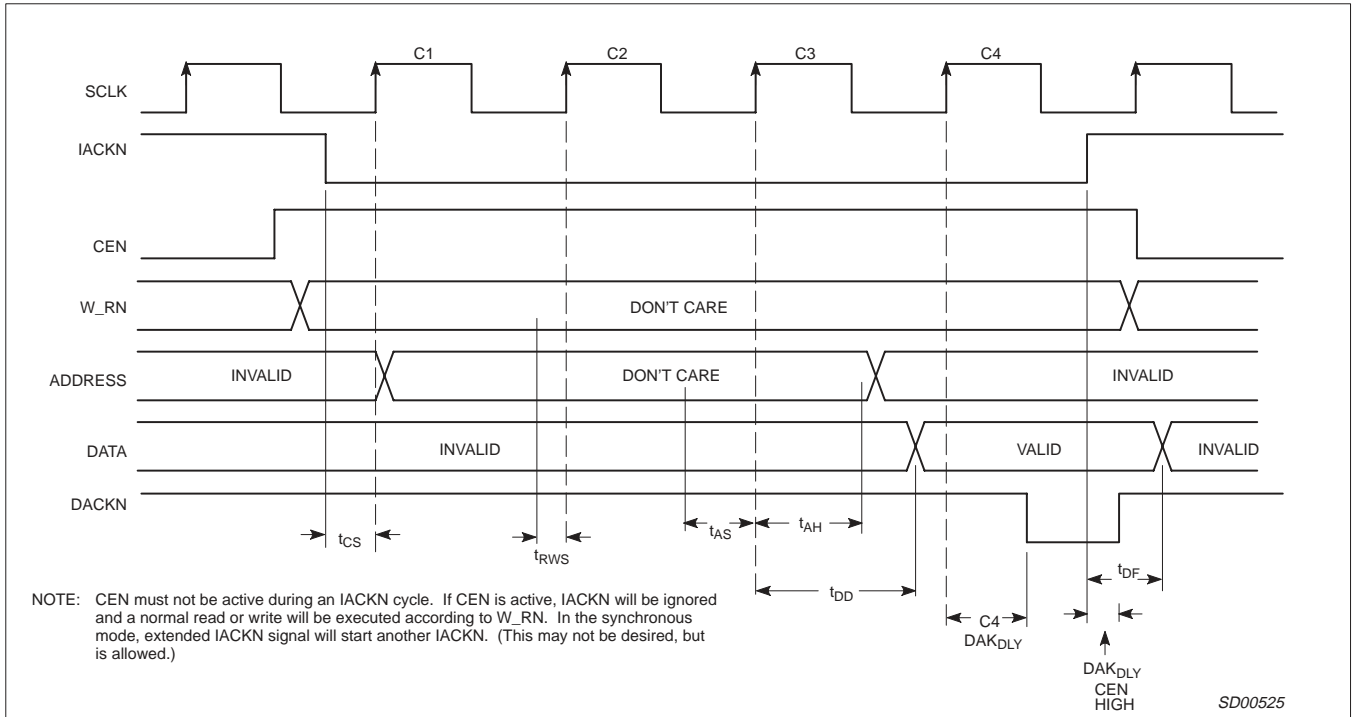 C1 C2 C3 C4
SCLK
IACKN
CEN
W_RN DON'T CARE
ADDRESS INVALID DON'T CARE INVALID
DATA INVALID VALID INVALID
DACKN
tCS tRWS tAS tAH
tDD tDF
C4
DAKDLY
DAKDLY
CEN
HIGH
NOTE: CEN must not be active during an IACKN cycle. If CEN is active, IACKN will be ignored
and a normal read or write will be executed according to W_RN. In the synchronous
mode, extended IACKN signal will start another IACKN. (This may not be desired, but
is allowed.)
SD00525